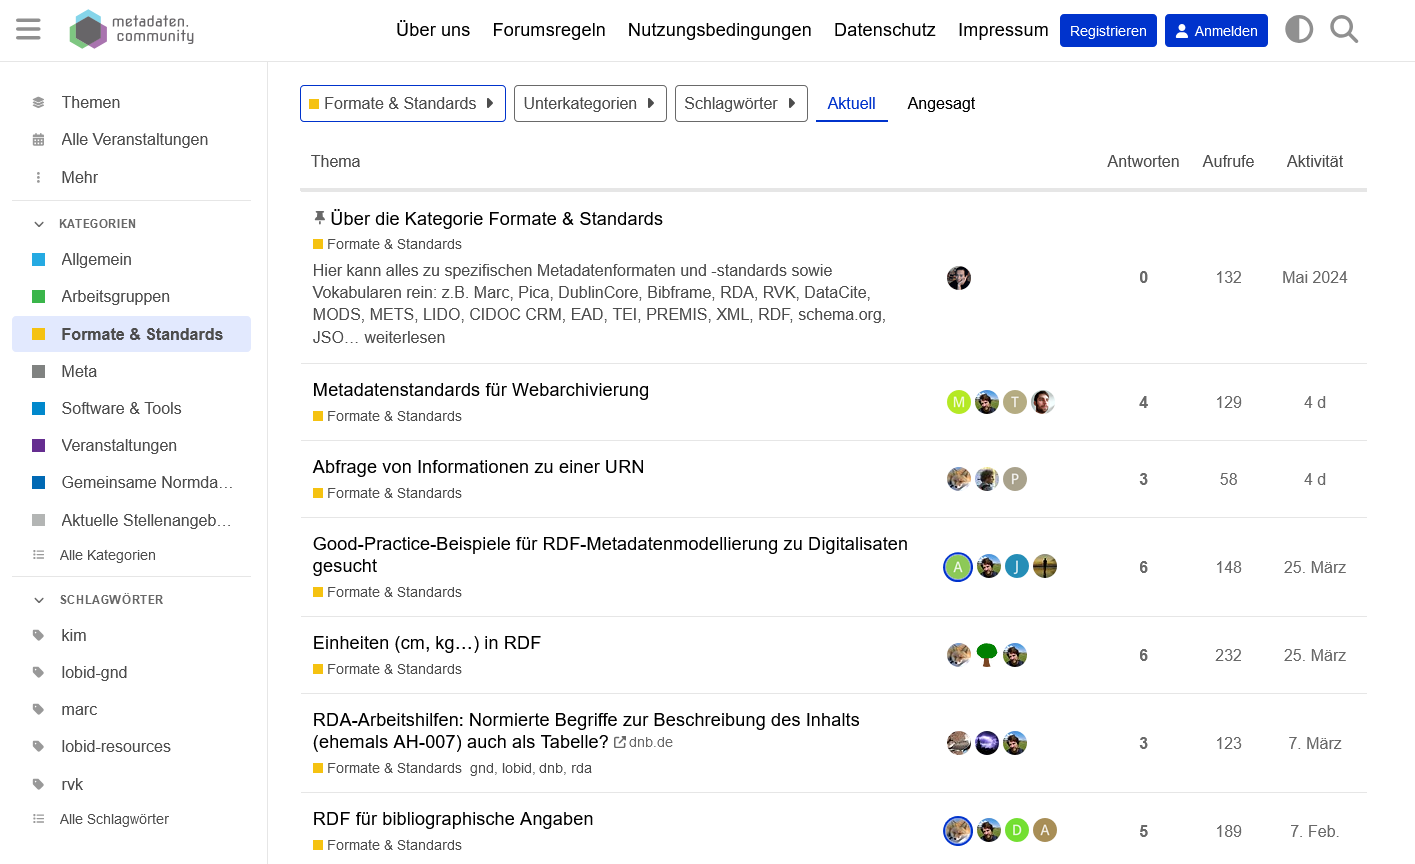 metadaten.
community
Über uns
Forumsregeln
Nutzungsbedingungen
Datenschutz
Impressum
Registrieren
Anmelden
Themen
Alle Veranstaltungen
Mehr
KATEGORIEN
Allgemein
Arbeitsgruppen
Formate & Standards
Meta
Software & Tools
Veranstaltungen
Gemeinsame Normda…
Aktuelle Stellenangeb…
Alle Kategorien
SCHLAGWÖRTER
kim
lobid-gnd
marc
lobid-resources
rvk
Alle Schlagwörter
Formate & Standards
Unterkategorien
Schlagwörter
Aktuell
Angesagt
Thema
Antworten
Aufrufe
Aktivität
Über die Kategorie Formate & Standards
Formate & Standards
Hier kann alles zu spezifischen Metadatenformaten und -standards sowie
Vokabularen rein: z.B. Marc, Pica, DublinCore, Bibframe, RDA, RVK, DataCite,
MODS, METS, LIDO, CIDOC CRM, EAD, TEI, PREMIS, XML, RDF, schema.org,
JSO… weiterlesen
0
132
Mai 2024
Metadatenstandards für Webarchivierung
Formate & Standards
M
T
4
129
4 d
Abfrage von Informationen zu einer URN
Formate & Standards
P
3
58
4 d
Good-Practice-Beispiele für RDF-Metadatenmodellierung zu Digitalisaten
gesucht
Formate & Standards
A
J
6
148
25. März
Einheiten (cm, kg…) in RDF
Formate & Standards
6
232
25. März
RDA-Arbeitshilfen: Normierte Begriffe zur Beschreibung des Inhalts
(ehemals AH-007) auch als Tabelle? dnb.de
Formate & Standards gnd, lobid, dnb, rda
3
123
7. März
RDF für bibliographische Angaben
Formate & Standards
D
A
5
189
7. Feb.